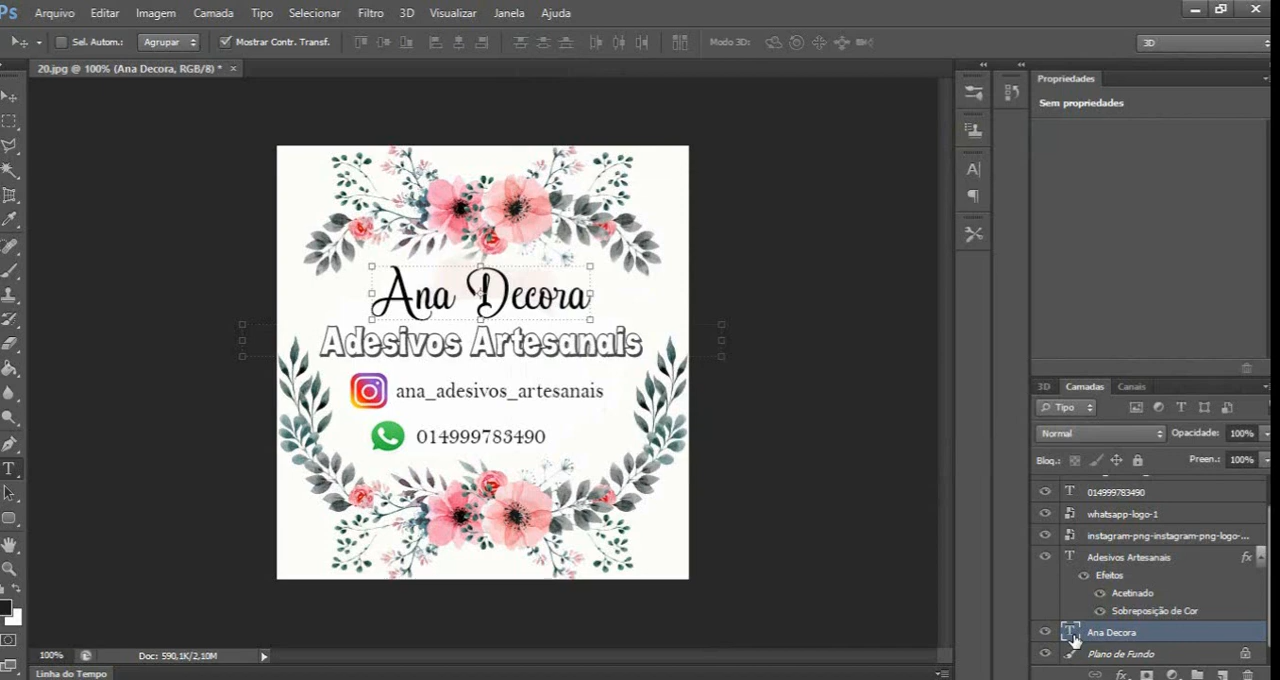 Ps Arquivo Editar Imagem Camada Tipo Selecionar Filtro 3D Visualizar Janela Ajuda
Sel. Autom.: Agrupar Mostrar Contr. Transf. Modo 3D: 3D
20.jpg @ 100% (Ana Decora, RGB/8) * ×
Propriedades
Sem propriedades
Ana Decora
Adesivos Artesanais
ana_adesivos_artesanais
014999783490
3D Camadas Canais
Tipo
Normal Opacidade: 100%
Bloq.: Preen.: 100%
T 014999783490
whatsapp-logo-1
instagram-png-instagram-png-logo-...
T Adesivos Artesanais fx
Efeitos
Acetinado
Sobreposição de Cor
T Ana Decora
Plano de Fundo
100% Doc: 590,1K/2,10M
Linha do Tempo